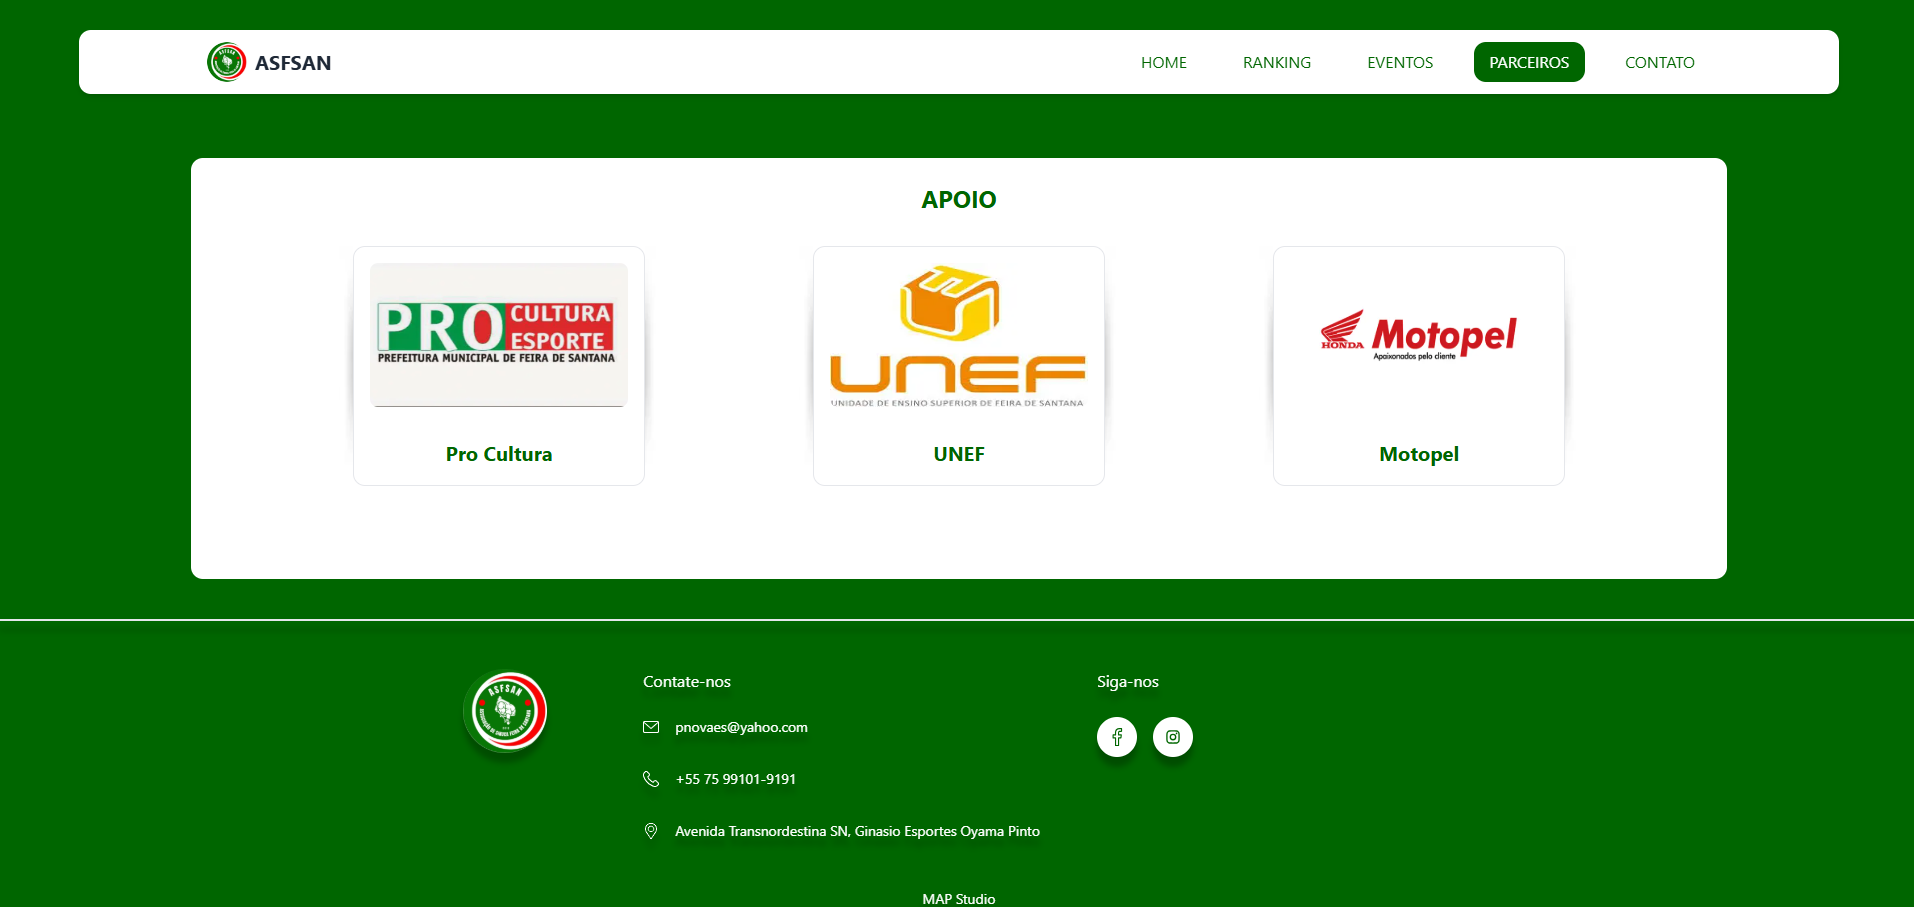 ASFSAN
HOME
RANKING
EVENTOS
PARCEIROS
CONTATO
APOIO
PRO CULTURA
ESPORTE
PREFEITURA MUNICIPAL DE FEIRA DE SANTANA
Pro Cultura
UNEF
UNIDADE DE ENSINO SUPERIOR DE FEIRA DE SANTANA
UNEF
HONDA
Motopel
Apaixonados pelo cliente
Motopel
ASFSAN
Contate-nos
pnovaes@yahoo.com
+55 75 99101-9191
Avenida Transnordestina SN, Ginasio Esportes Oyama Pinto
Siga-nos
MAP Studio